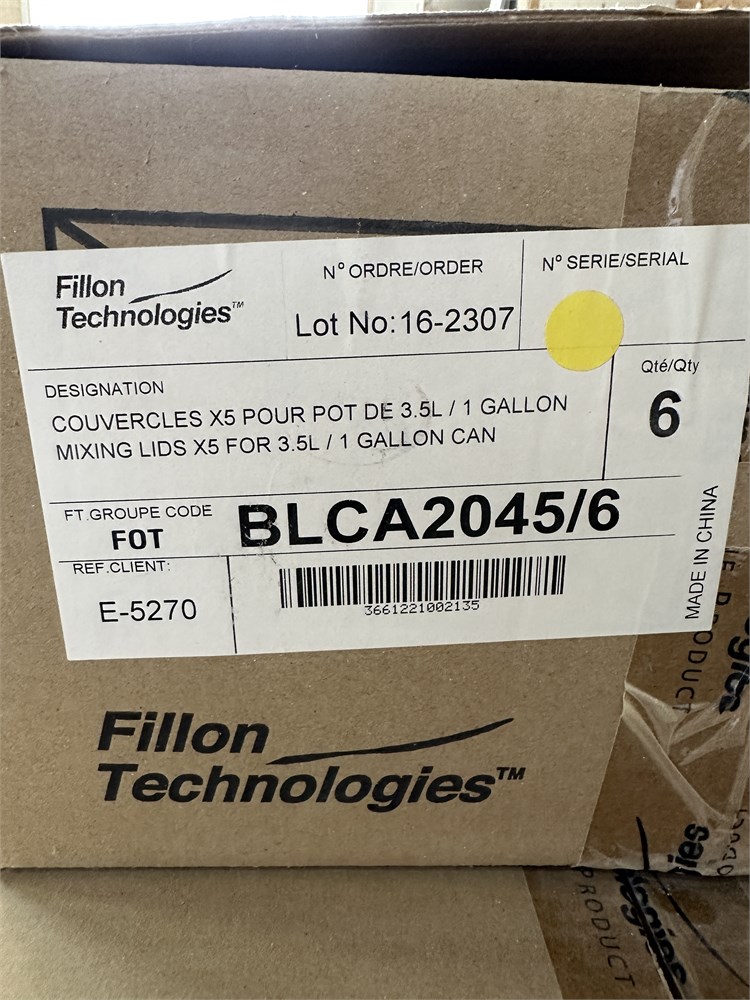 Fillon
Technologies™
N° ORDRE/ORDER
Lot No:16-2307
N° SERIE/SERIAL
DESIGNATION
COUVERCLES X5 POUR POT DE 3.5L / 1 GALLON
MIXING LIDS X5 FOR 3.5L / 1 GALLON CAN
Qté/Qty
6
FT.GROUPE CODE
FOT
BLCA2045/6
REF.CLIENT:
E-5270
3661221002135
MADE IN CHINA
Fillon
Technologies™
PRODUCT
PRODUCT